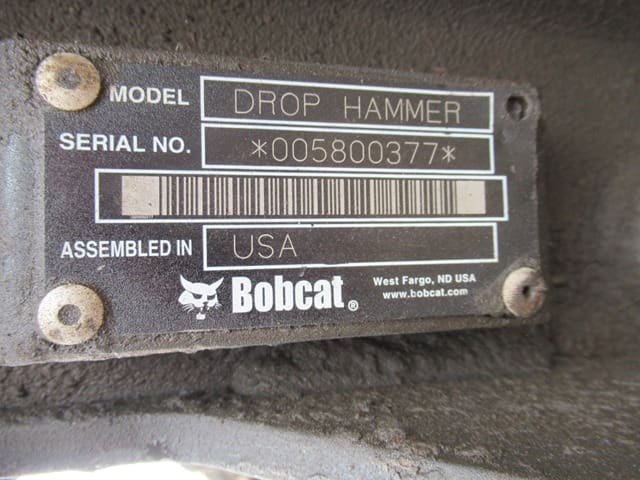 MODEL DROP HAMMER
SERIAL NO. *005800377*
ASSEMBLED IN USA
Bobcat®
West Fargo, ND USA
www.bobcat.com